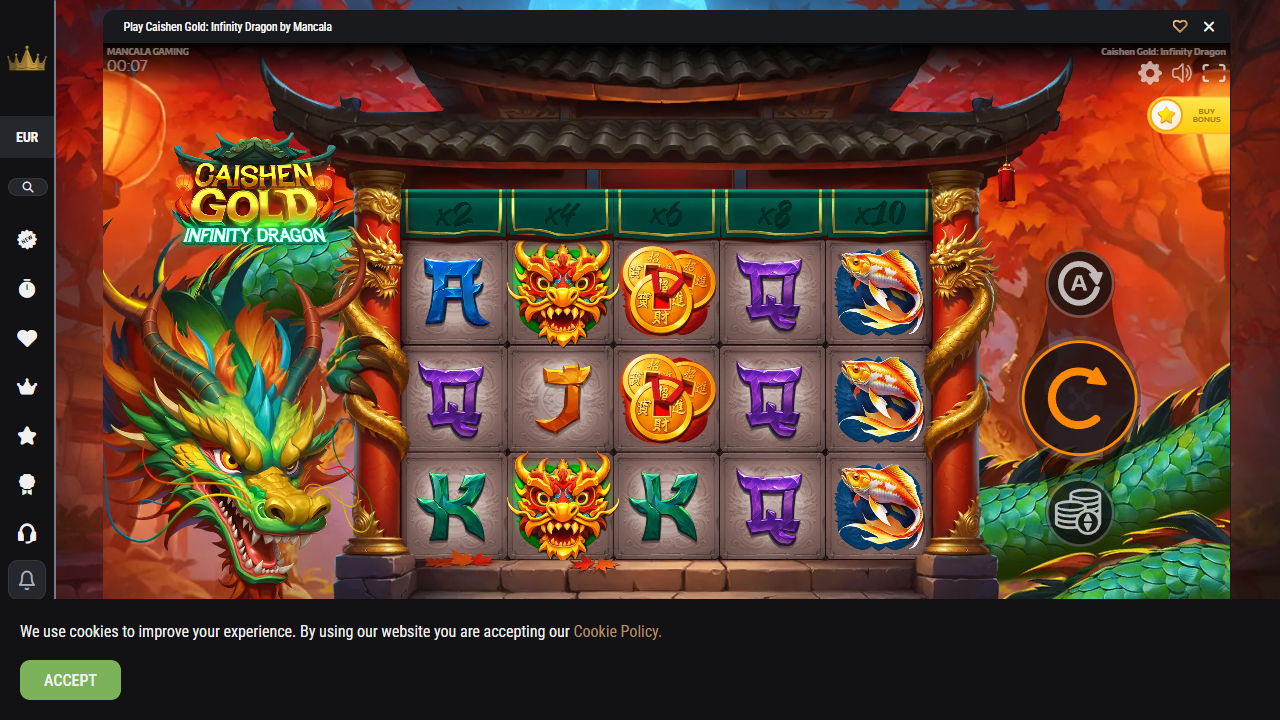 Play Caishen Gold: Infinity Dragon by Mancala
MANCALA GAMING
Caishen Gold: Infinity Dragon
00:07
EUR
NEW
BUY
BONUS
CAISHEN
GOLD
INFINITY DRAGON
x2
x4
x6
x8
x10
A
Q
A
Q
J
Q
K
K
Q
We use cookies to improve your experience. By using our website you are accepting our Cookie Policy.
ACCEPT